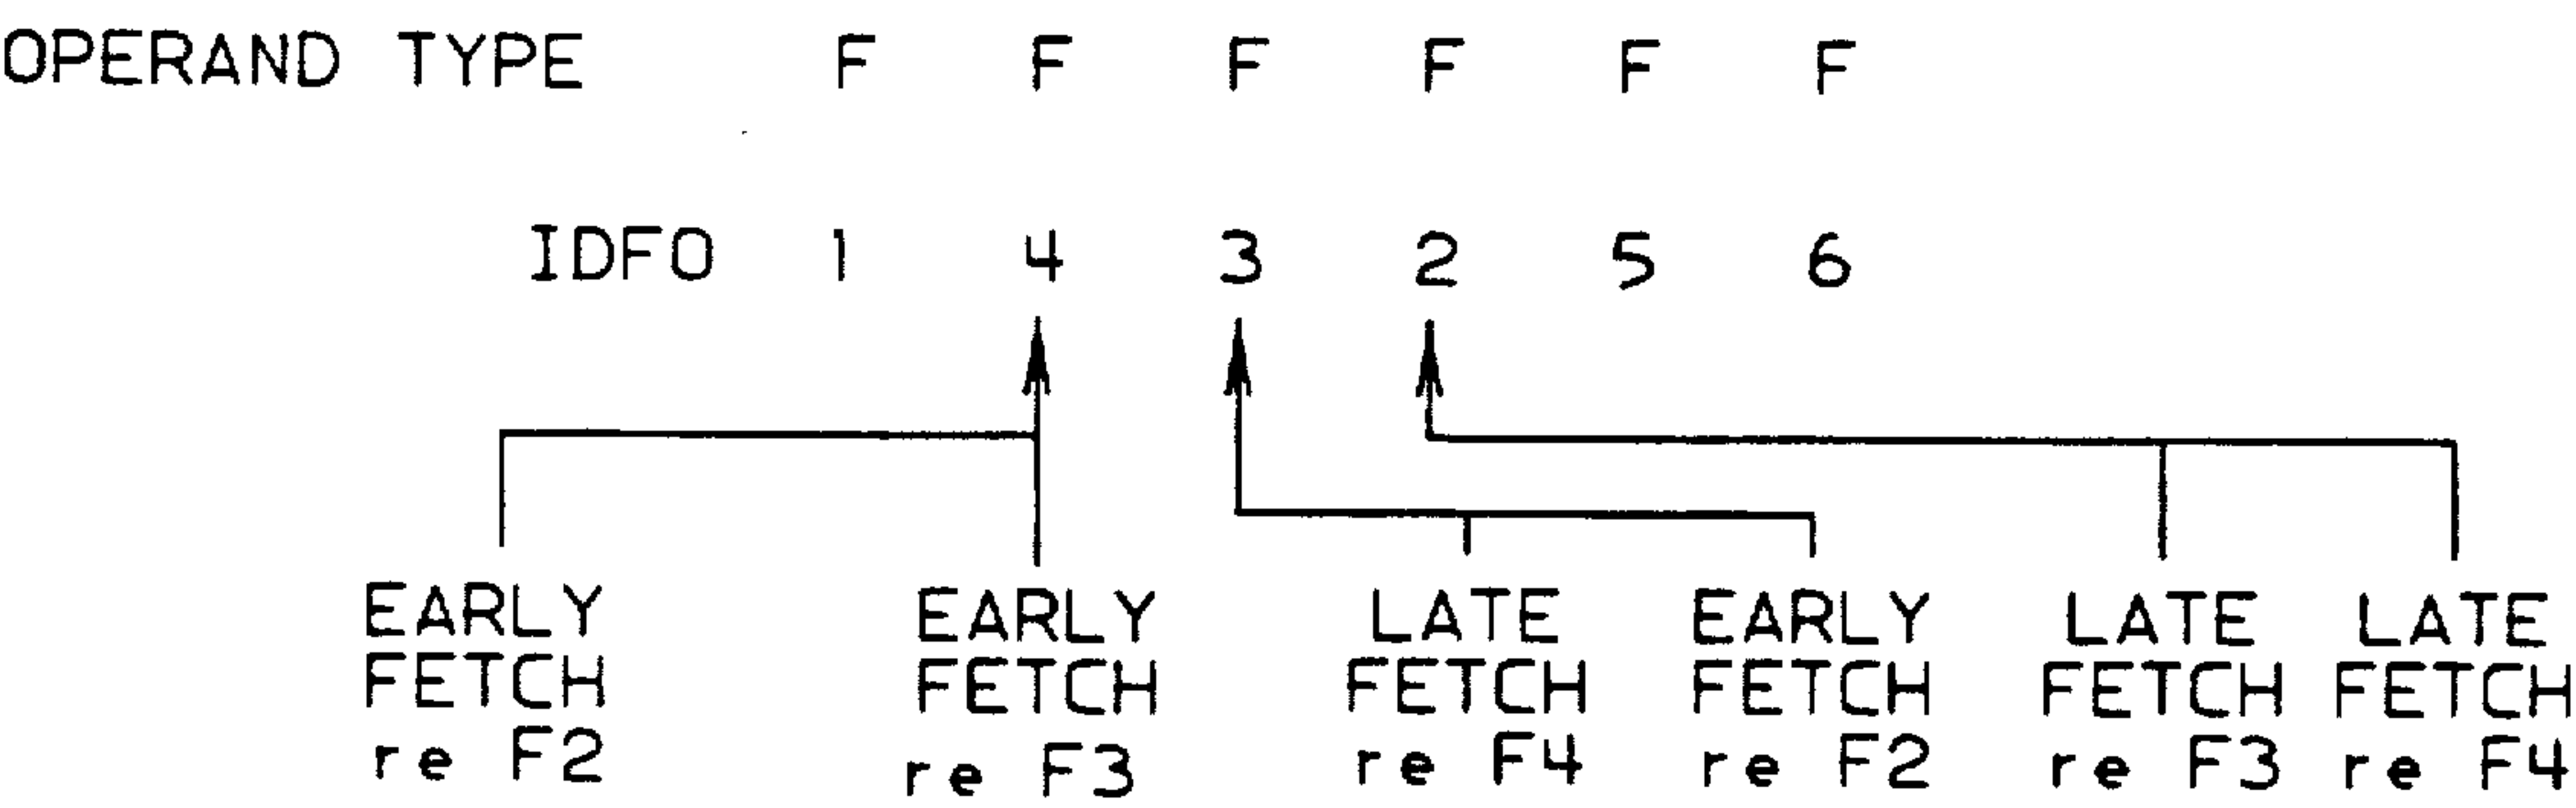 OPERAND TYPE F F F F F F
IDFO 1 4 3 2 5 6
EARLY EARLY LATE EARLY LATE LATE
FETCH FETCH FETCH FETCH FETCH FETCH
re F2 re F3 re F4 re F2 re F3 re F4